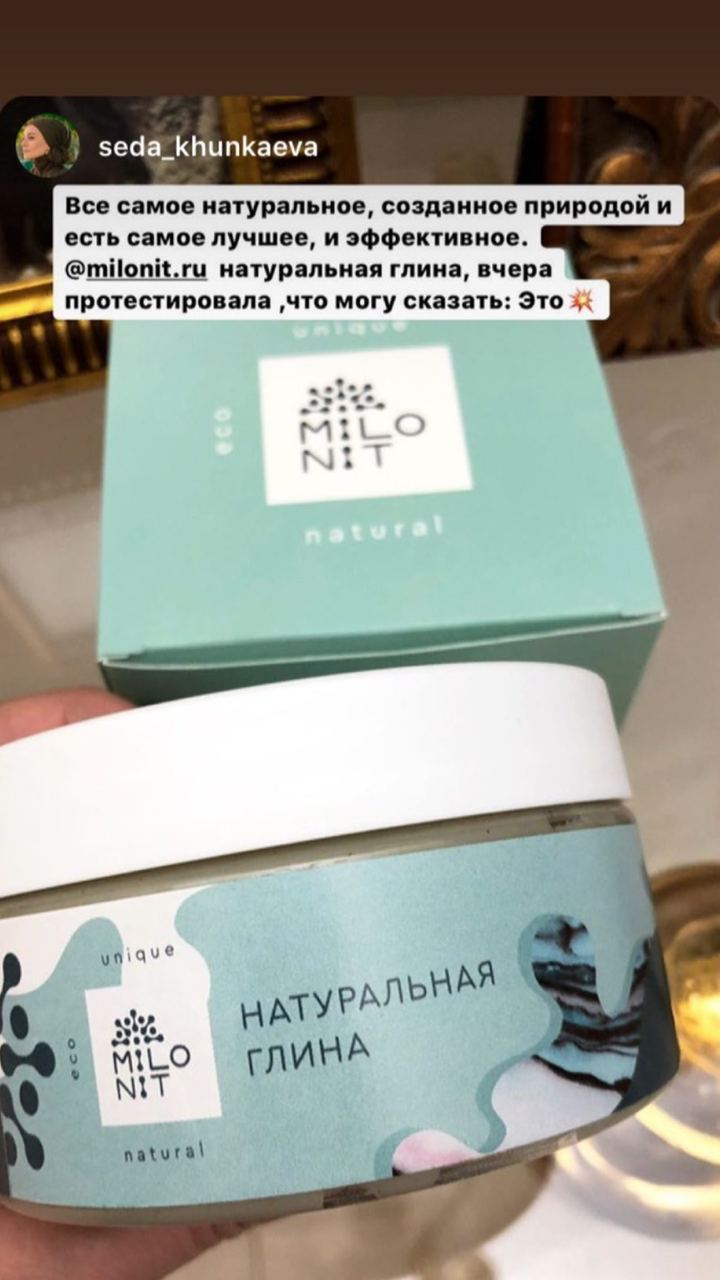 seda_khunkaeva
Все самое натуральное, созданное природой и
есть самое лучшее, и эффективное.
@milonit.ru натуральная глина, вчера
протестировала ,что могу сказать: Это💥
unique
eco
MILO
NIT
natural
unique
eco
MILO
NIT
natural
НАТУРАЛЬНАЯ
ГЛИНА